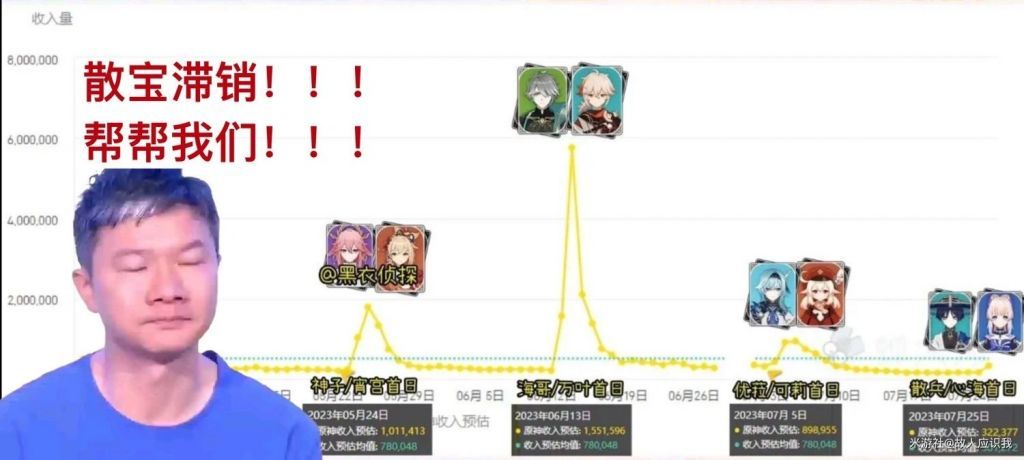 收入量
8,000,000
散宝滞销！！！
帮帮我们！！！
6,000,000
4,000,000
2,000,000
@黑衣侦探
神子/宵宫首日
海哥/万叶首日
优菈/可莉首日
散兵/心海首日
05月29日
06月 5日
06月19日
06月26日
收入预估
2023年05月24日
原神收入预估: 1,011,413
收入预估均值: 780,048
2023年06月13日
原神收入预估: 1,551,596
收入预估均值: 780,048
2023年07月 5日
原神收入预估: 898,955
收入预估均值: 780,048
2023年07月25日
原神收入预估: 322,377
米游社@故人应识我